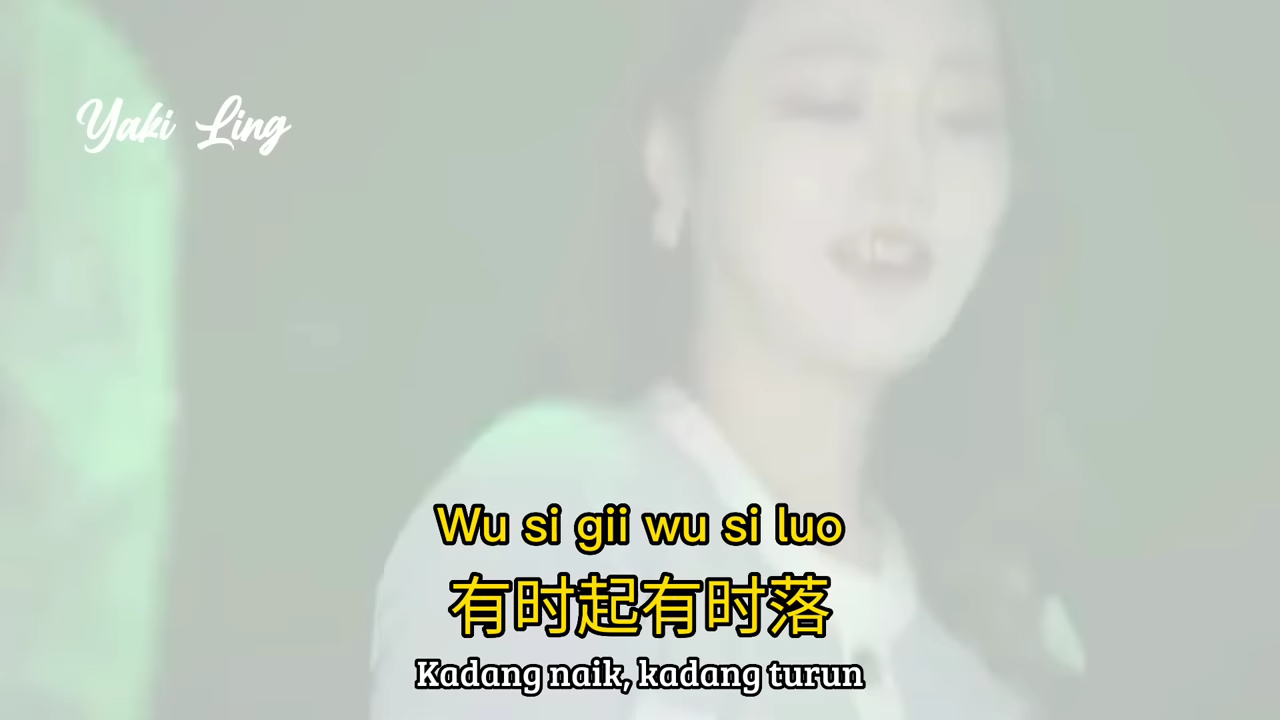 Yaki Ling
Wu si gii wu si luo
有时起有时落
Kadang naik, kadang turun